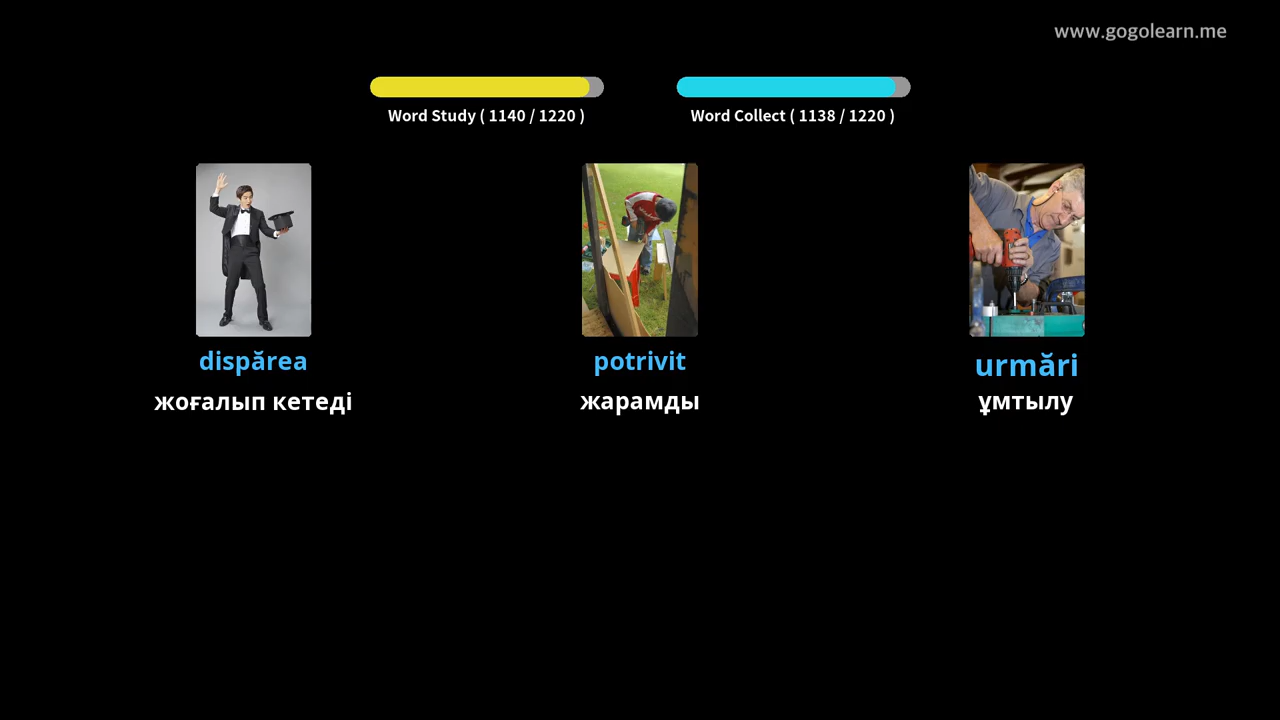 www.gogolearn.me
Word Study ( 1140 / 1220 )
Word Collect ( 1138 / 1220 )
dispărea
potrivit
urmări
жоғалып кетеді
жарамды
ұмтылу